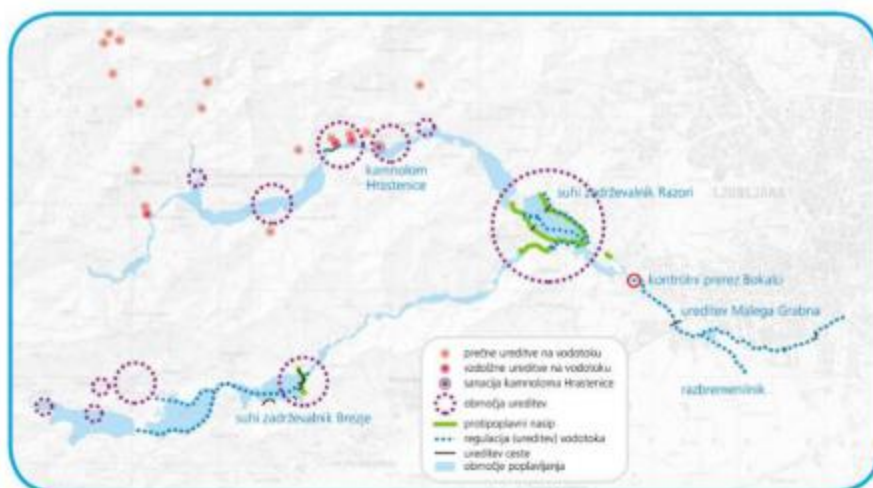 kamnolom
Hrastenice
suhi zadrževalnik Razori
LJUBLJANA
kontrolni prerez Bokalci
ureditev Malega Grabna
razbremenilnik
suhi zadrževalnik Brezje
prečne ureditve na vodotoku
vzdolžne ureditve na vodotoku
sanacija kamnoloma Hrastenice
območja ureditev
protipoplavni nasip
regulacija (ureditev) vodotoka
ureditev ceste
območje poplavljanja